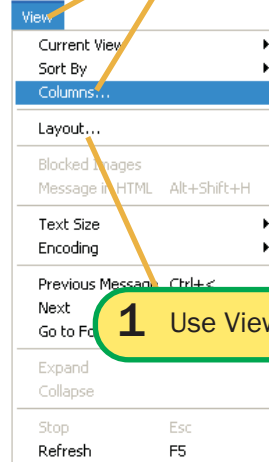 View
Current View
Sort By
Columns...
Layout...
Blocked Images
Message in HTML Alt+Shift+H
Text Size
Encoding
Previous Message Ctrl+<
Next
Go to
1 Use View
Expand
Collapse
Stop Esc
Refresh F5